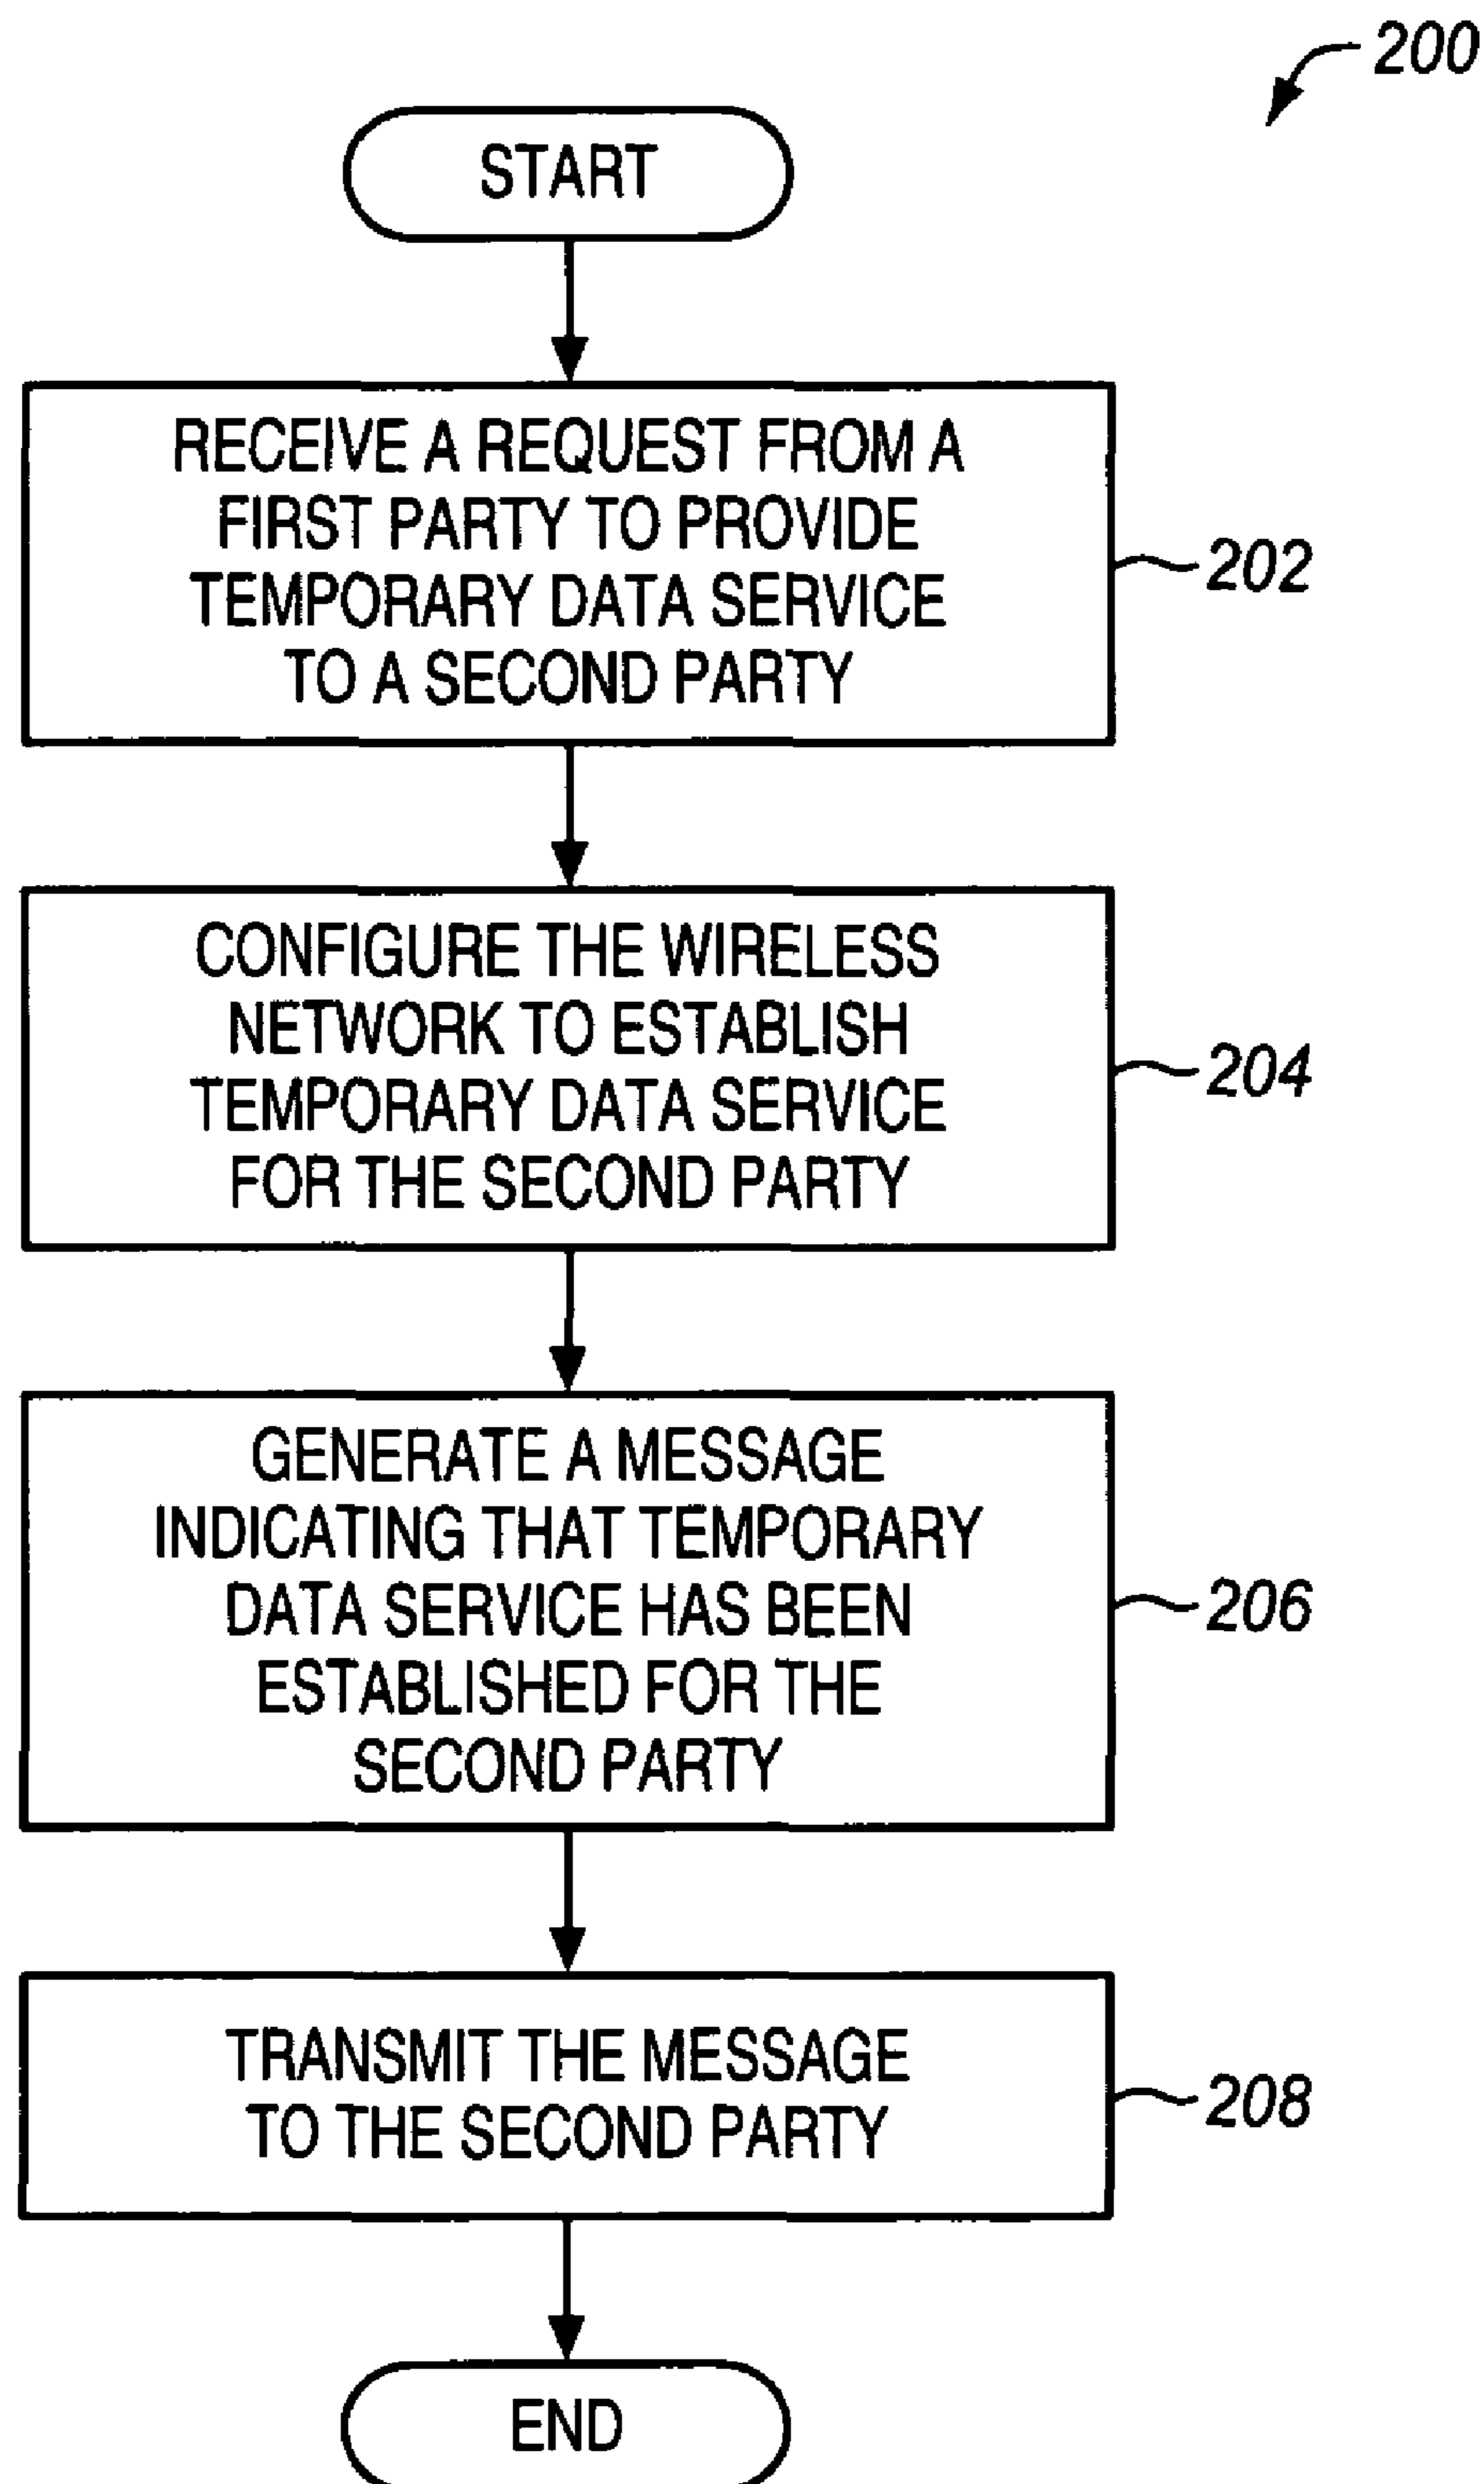 200
START
RECEIVE A REQUEST FROM A
FIRST PARTY TO PROVIDE
TEMPORARY DATA SERVICE
TO A SECOND PARTY
202
CONFIGURE THE WIRELESS
NETWORK TO ESTABLISH
TEMPORARY DATA SERVICE
FOR THE SECOND PARTY
204
GENERATE A MESSAGE
INDICATING THAT TEMPORARY
DATA SERVICE HAS BEEN
ESTABLISHED FOR THE
SECOND PARTY
206
TRANSMIT THE MESSAGE
TO THE SECOND PARTY
208
END